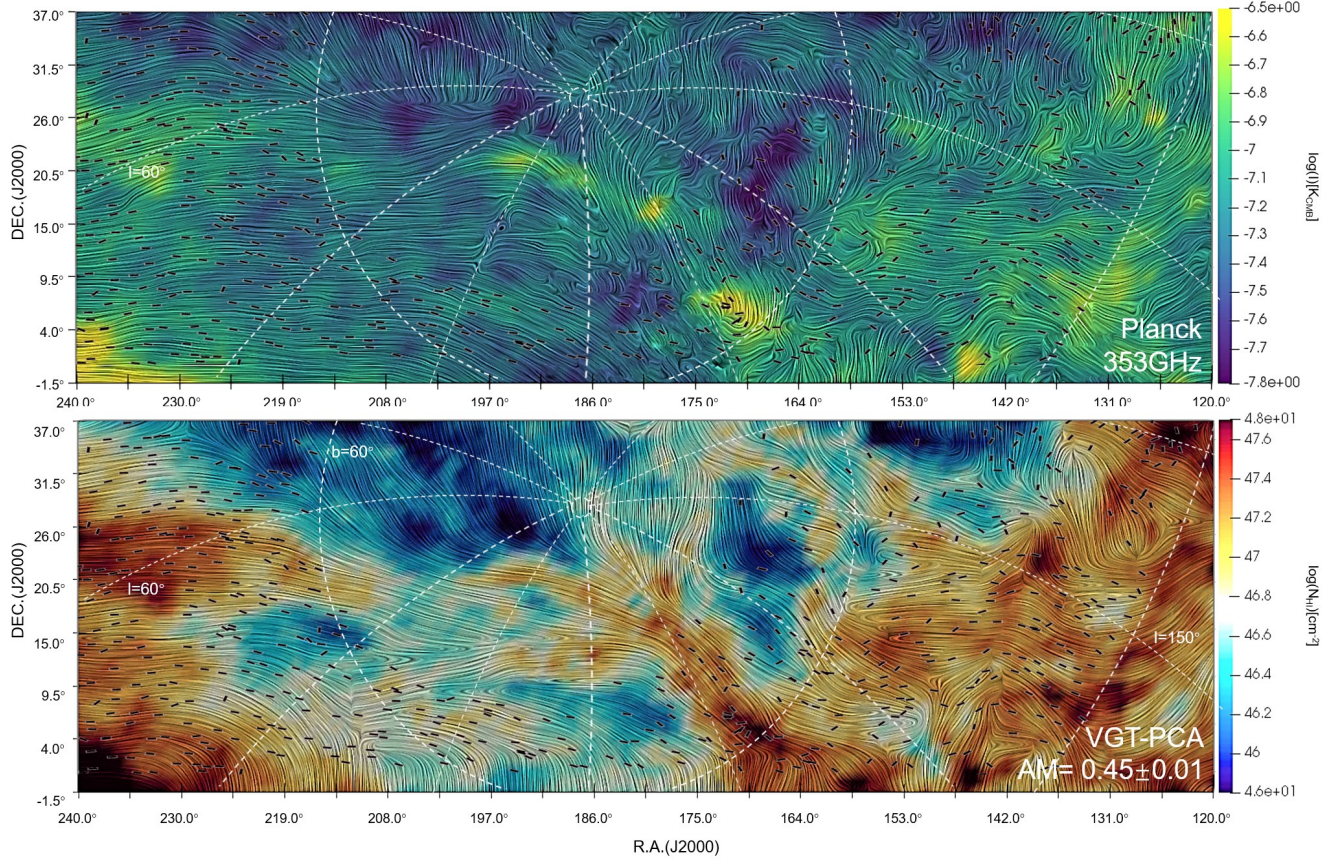 37.0°
31.5°
26.0°
20.5°
15.0°
9.5°
4.0°
-1.5°
DEC.(J2000)
l=60°
Planck
353GHz
240.0° 230.0° 219.0° 208.0° 197.0° 186.0° 175.0° 164.0° 153.0° 142.0° 131.0° 120.0°
-6.5e+00
-6.6
-6.7
-6.8
-6.9
-7
-7.1
-7.2
-7.3
-7.4
-7.5
-7.6
-7.7
-7.8e+00
log(I)[K_CMB]
37.0°
31.5°
26.0°
20.5°
15.0°
9.5°
4.0°
-1.5°
DEC.(J2000)
b=60°
l=60°
l=150°
VGT-PCA
AM= 0.45±0.01
240.0° 230.0° 219.0° 208.0° 197.0° 186.0° 175.0° 164.0° 153.0° 142.0° 131.0° 120.0°
R.A.(J2000)
4.8e+01
47.6
47.4
47.2
47
46.8
46.6
46.4
46.2
46
4.6e+01
log(N_HI)[cm⁻²]